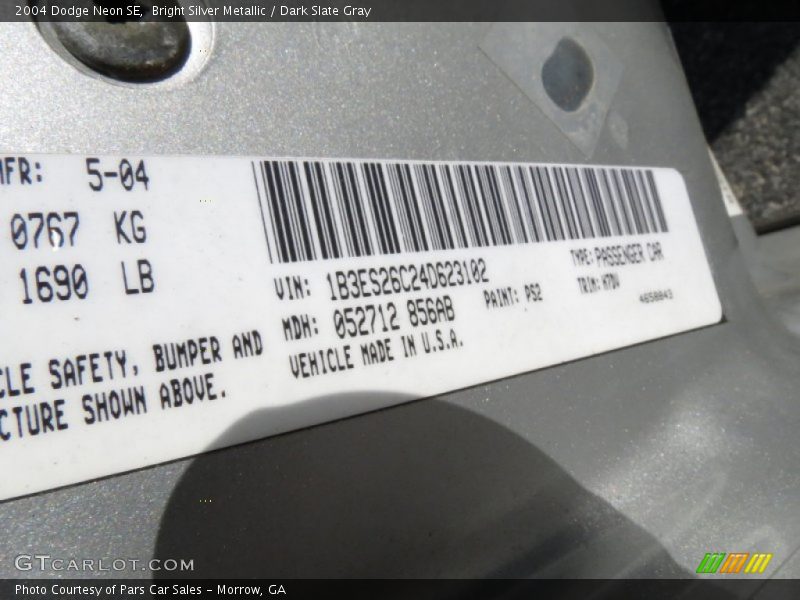 2004 Dodge Neon SE, Bright Silver Metallic / Dark Slate Gray
MFR: 5-04
0767 KG
1690 LB
VIN: 1B3ES26C24D623102
TYPE: PASSENGER CAR
MDH: 052712 856AB
PAINT: PS2
TRIM: H7DV
VEHICLE MADE IN U.S.A.
4658843
CLE SAFETY, BUMPER AND
CTURE SHOWN ABOVE.
GTCARLOT.COM
Photo Courtesy of Pars Car Sales - Morrow, GA